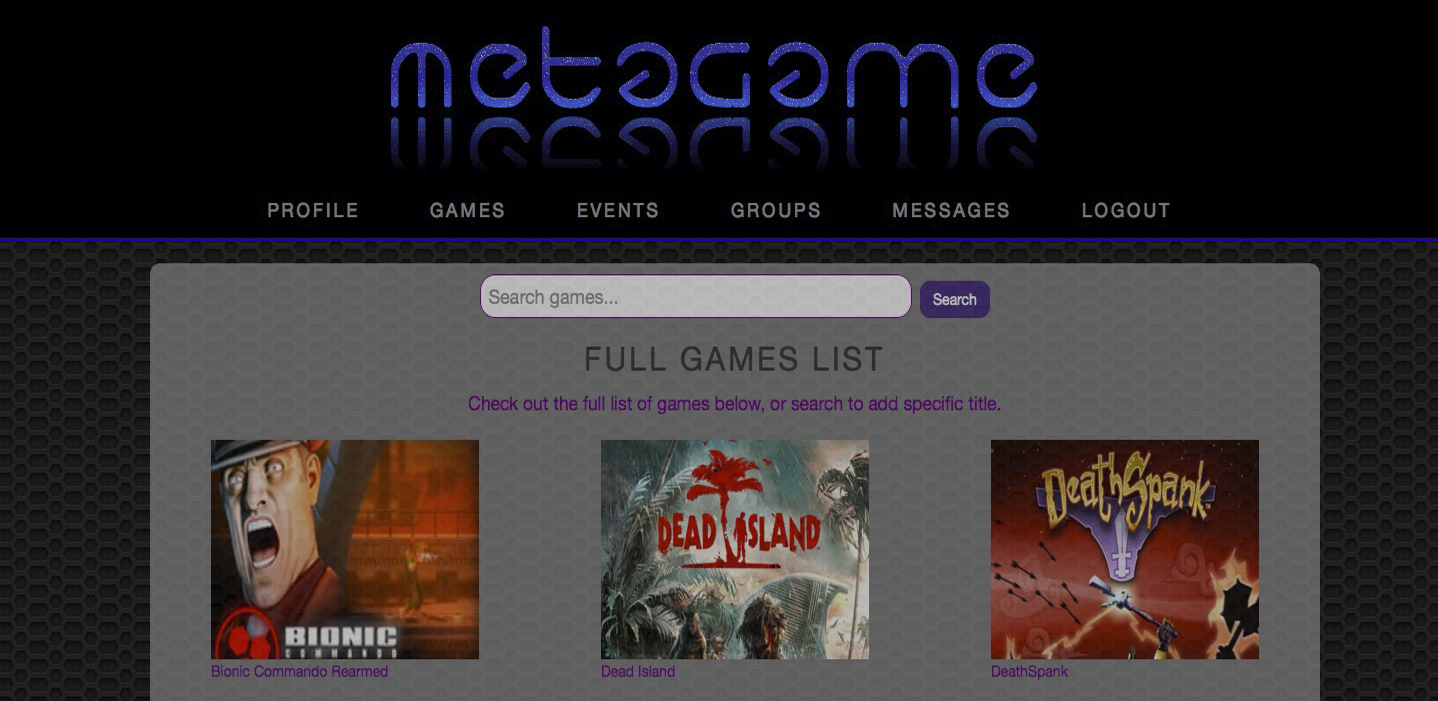 metagame
PROFILE GAMES EVENTS GROUPS MESSAGES LOGOUT
Search games... Search
FULL GAMES LIST
Check out the full list of games below, or search to add specific title.
BIONIC
COMMANDO
DEAD ISLAND
DeathSpank™
Bionic Commando Rearmed
Dead Island
DeathSpank